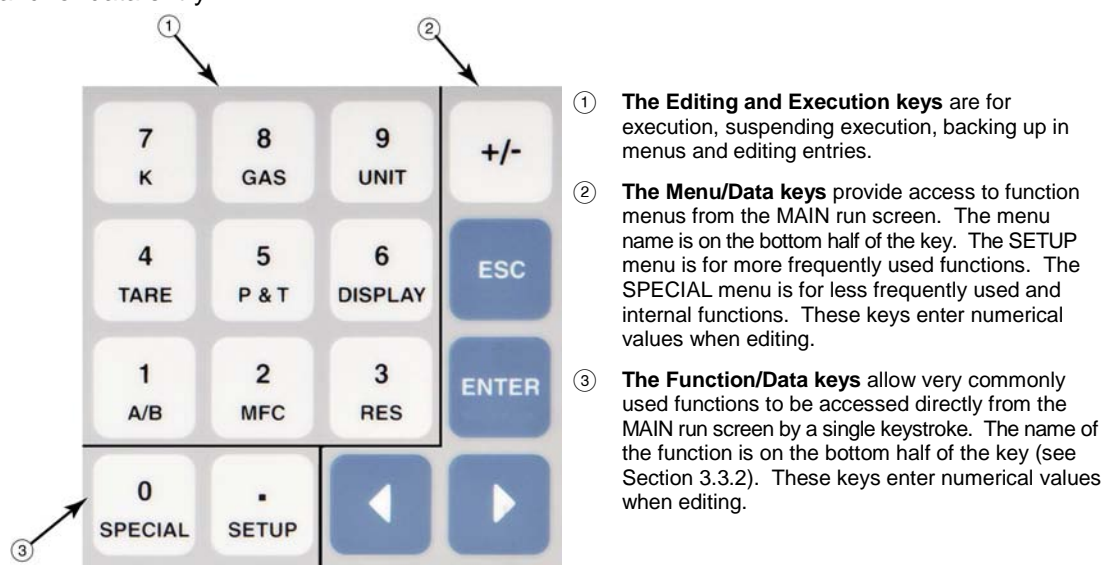 ①
②
7
K
8
GAS
9
UNIT
+/-
4
TARE
5
P & T
6
DISPLAY
ESC
1
A/B
2
MFC
3
RES
ENTER
0
SPECIAL
.
SETUP
③
① The Editing and Execution keys are for
execution, suspending execution, backing up in
menus and editing entries.
② The Menu/Data keys provide access to function
menus from the MAIN run screen. The menu
name is on the bottom half of the key. The SETUP
menu is for more frequently used functions. The
SPECIAL menu is for less frequently used and
internal functions. These keys enter numerical
values when editing.
③ The Function/Data keys allow very commonly
used functions to be accessed directly from the
MAIN run screen by a single keystroke. The name of
the function is on the bottom half of the key (see
Section 3.3.2). These keys enter numerical values
when editing.